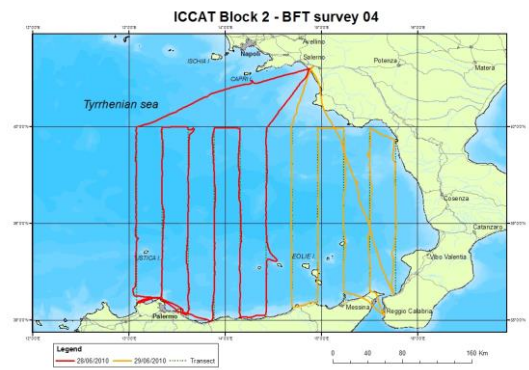 ICCAT Block 2 - BFT survey 04
Avellino
Napoli
Salerno
ISCHIA I.
CAPRI I.
Potenza
Matera
Tyrrhenian sea
Cosenza
Catanzaro
USTICA I.
EOLIE I.
Vibo Valentia
Palermo
Messina
Reggio Calabria
Legend
28/06/2010
29/06/2010
Transect
0 40 80 160 Km